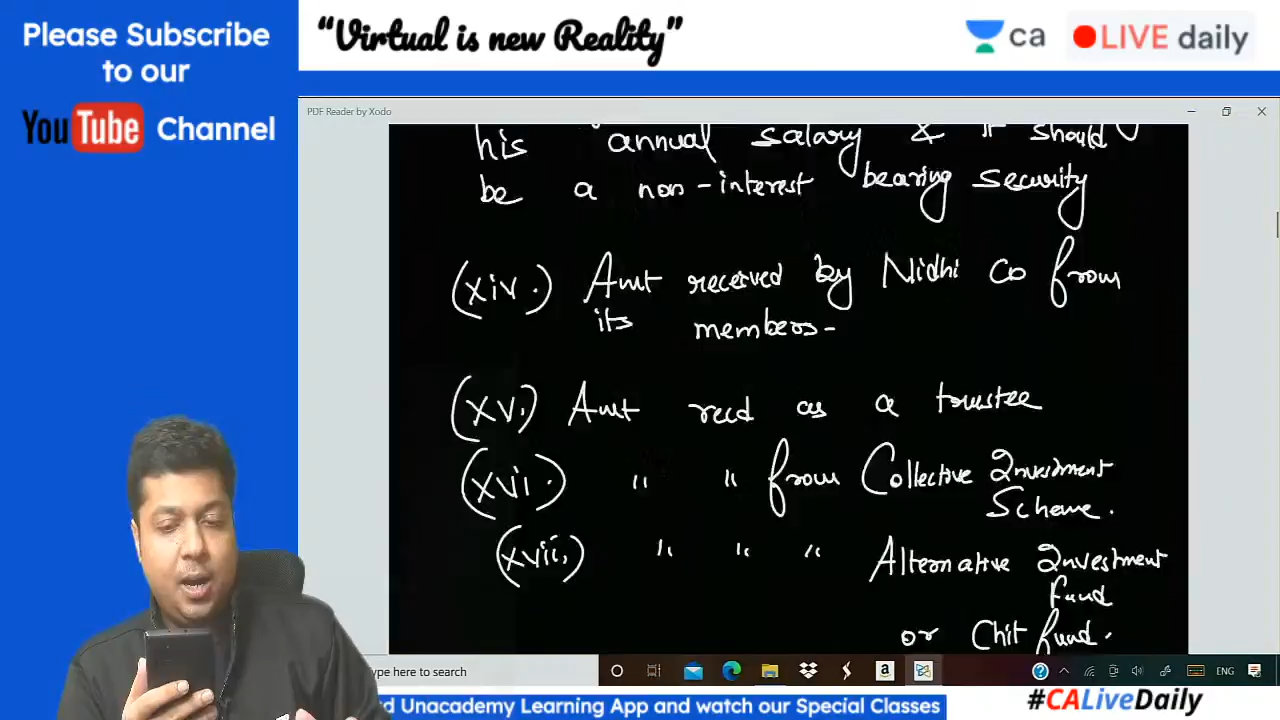 Please Subscribe
to our
YouTube Channel
“Virtual is new Reality”
ca
LIVE daily
PDF Reader by Xodo
his annual salary & it should
be a non-interest bearing security
(xiv.) Amt received by Nidhi Co from
its members-
(xv.) Amt recd as a trustee
(xvi.) " " from Collective Investment
Scheme.
(xvii.) " " " Alternative Investment
Fund
or Chit fund.
ype here to search
ENG
rd Unacademy Learning App and watch our Special Classes
#CALiveDaily